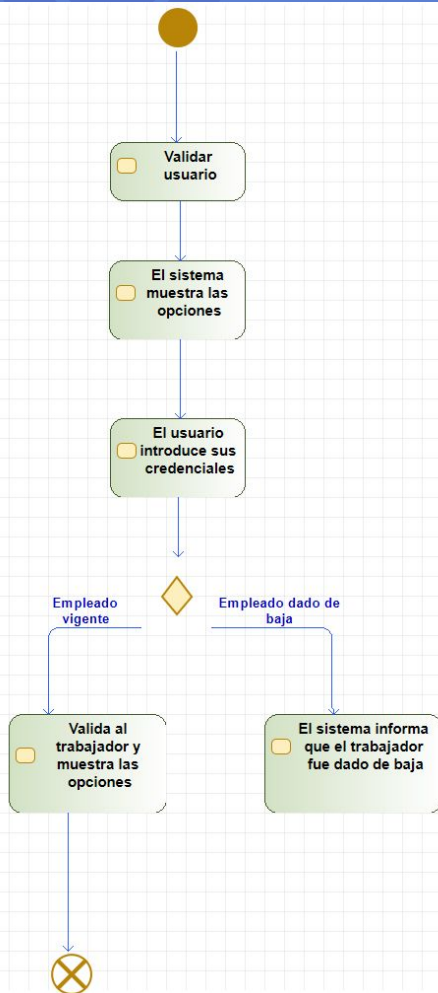 Validar
usuario
El sistema
muestra las
opciones
El usuario
introduce sus
credenciales
Empleado
vigente
Empleado dado de
baja
Valida al
trabajador y
muestra las
opciones
El sistema informa
que el trabajador
fue dado de baja